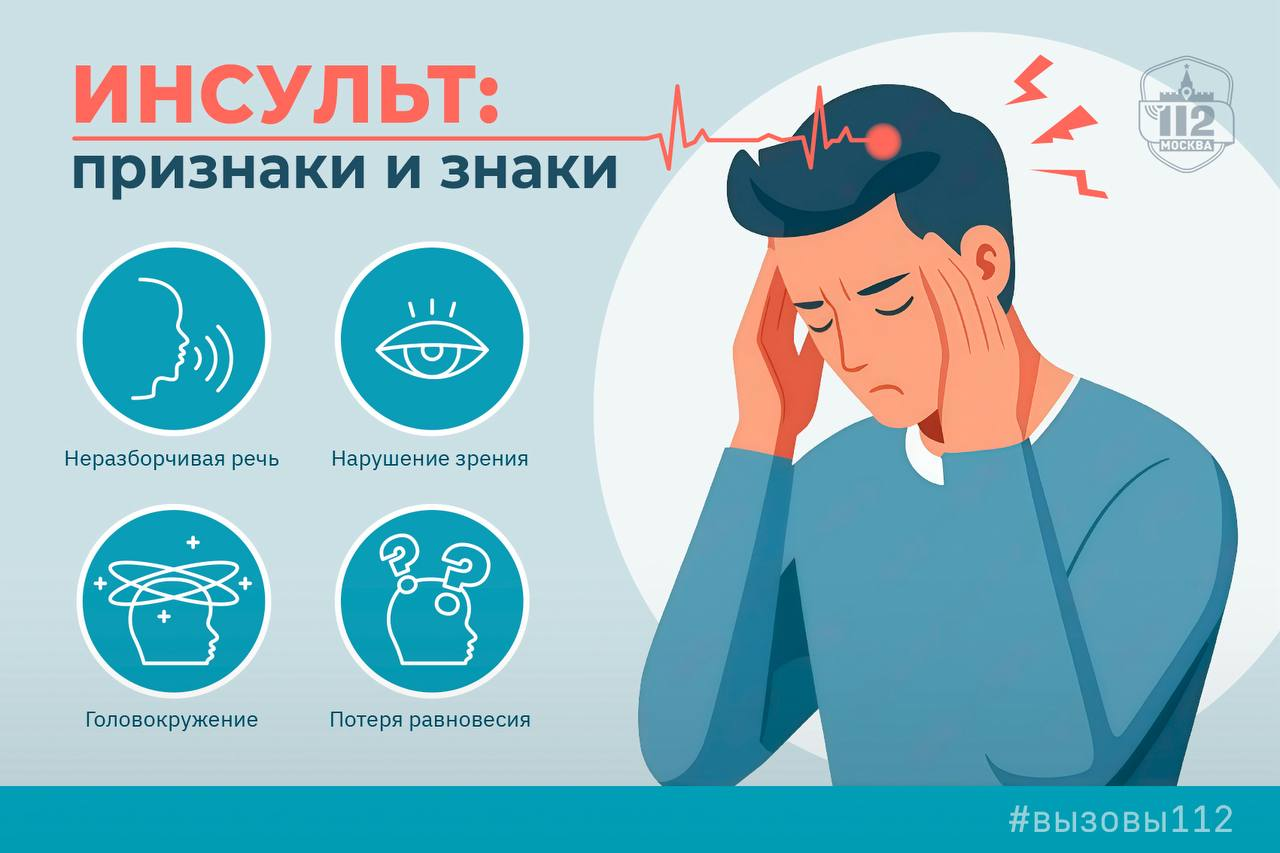 ИНСУЛЬТ:
признаки и знаки
112
МОСКВА
Неразборчивая речь
Нарушение зрения
Головокружение
Потеря равновесия
#вызовы112